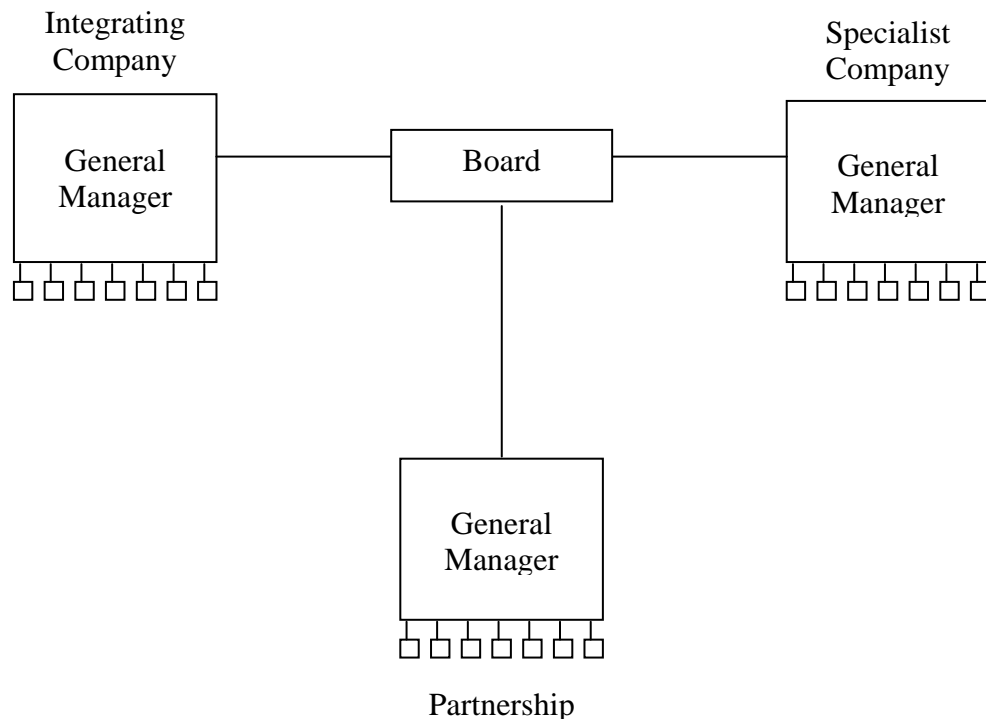 Integrating
Company
Specialist
Company
General
Manager
Board
General
Manager
General
Manager
Partnership